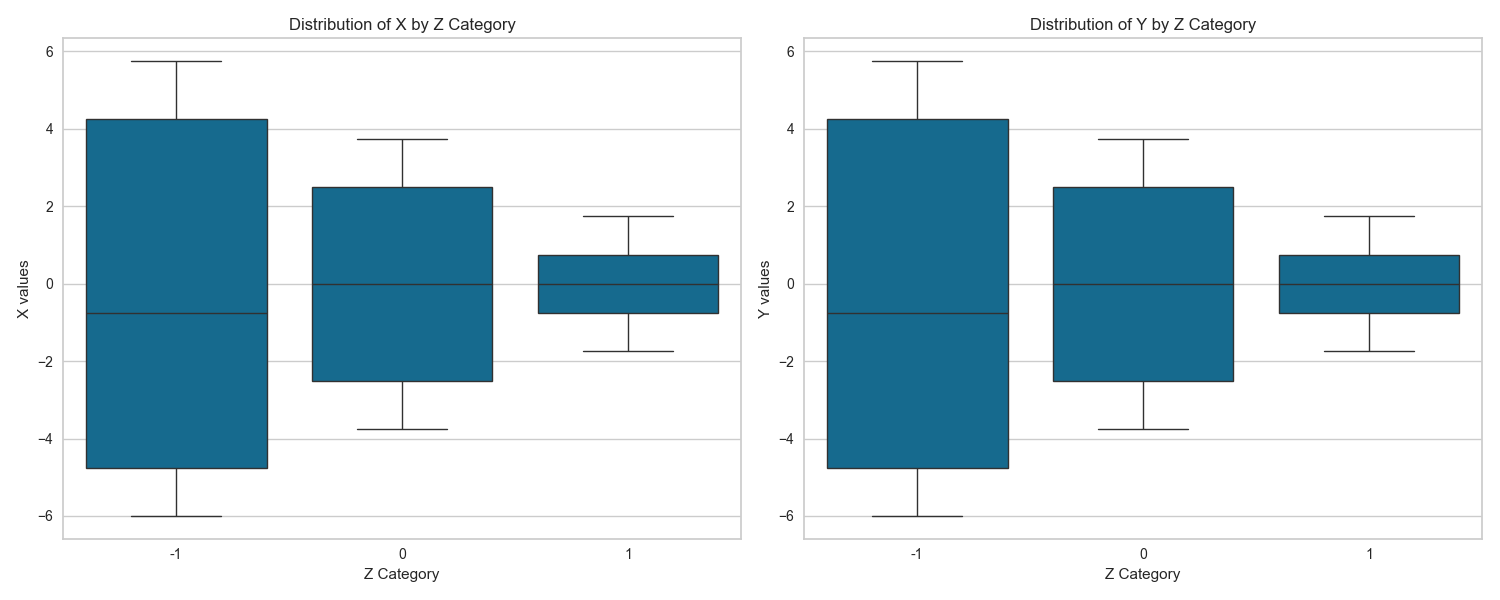 Distribution of X by Z Category
6
4
2
0
−2
−4
−6
X values
-1 0 1
Z Category
Distribution of Y by Z Category
6
4
2
0
−2
−4
−6
Y values
-1 0 1
Z Category